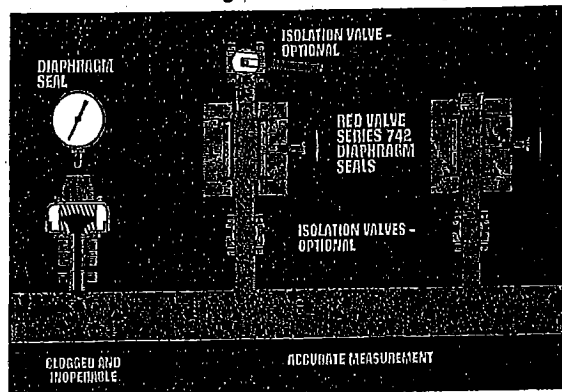 ISOLATION VALVE -
OPTIONAL
DIAPHRAGM
SEAL
RED VALVE
SERIES 742
DIAPHRAGM
SEALS
ISOLATION VALVES -
OPTIONAL
CLOGGED AND
INOPERABLE
ACCURATE MEASUREMENT